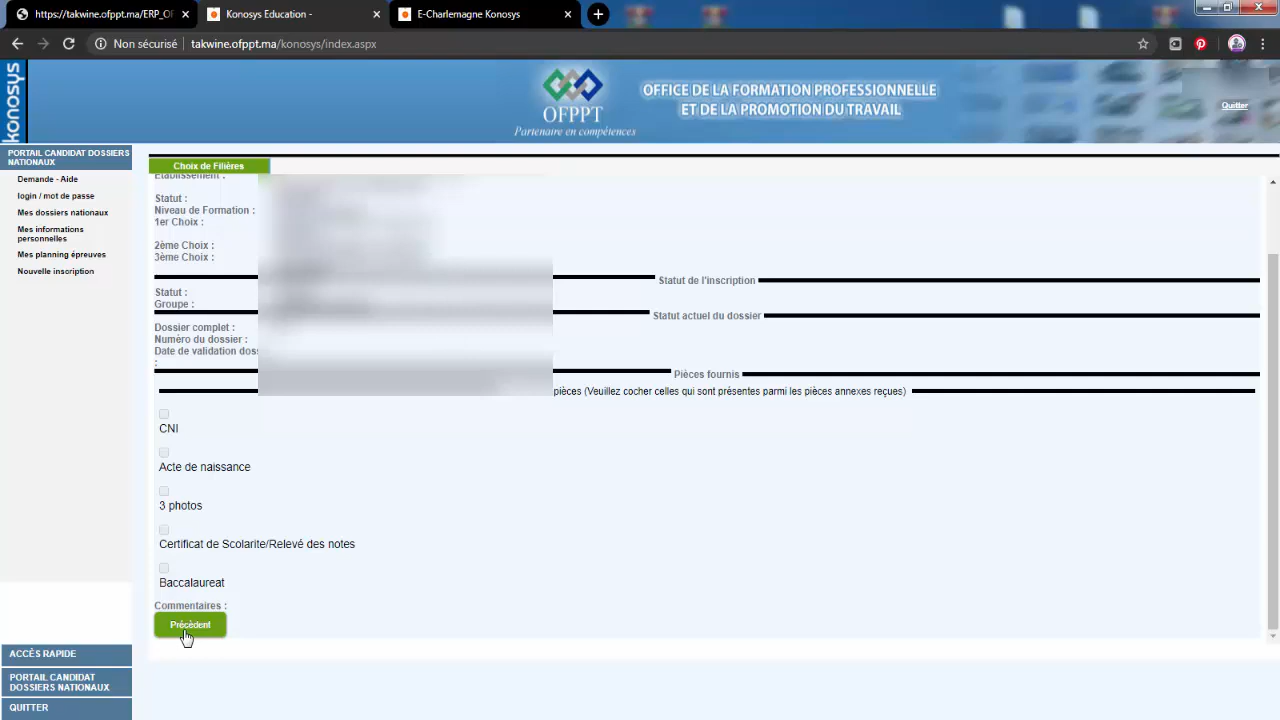 https://takwine.ofppt.ma/ERP_OF
Konosys Education -
E-Charlemagne Konosys
Non sécurisé
takwine.ofppt.ma/konosys/index.aspx
konosys
OFPPT
Partenaire en compétences
OFFICE DE LA FORMATION PROFESSIONNELLE
ET DE LA PROMOTION DU TRAVAIL
Quitter
PORTAIL CANDIDAT DOSSIERS
NATIONAUX
Demande - Aide
login / mot de passe
Mes dossiers nationaux
Mes informations
personnelles
Mes planning épreuves
Nouvelle inscription
Choix de Filières
Etablissement :
Statut :
Niveau de Formation :
1er Choix :
2ème Choix :
3ème Choix :
Statut de l'inscription
Statut :
Groupe :
Statut actuel du dossier
Dossier complet :
Numéro du dossier :
Date de validation doss
:
Pièces fournis
pièces (Veuillez cocher celles qui sont présentes parmi les pièces annexes reçues)
CNI
Acte de naissance
3 photos
Certificat de Scolarite/Relevé des notes
Baccalaureat
Commentaires :
Précédent
ACCÈS RAPIDE
PORTAIL CANDIDAT
DOSSIERS NATIONAUX
QUITTER